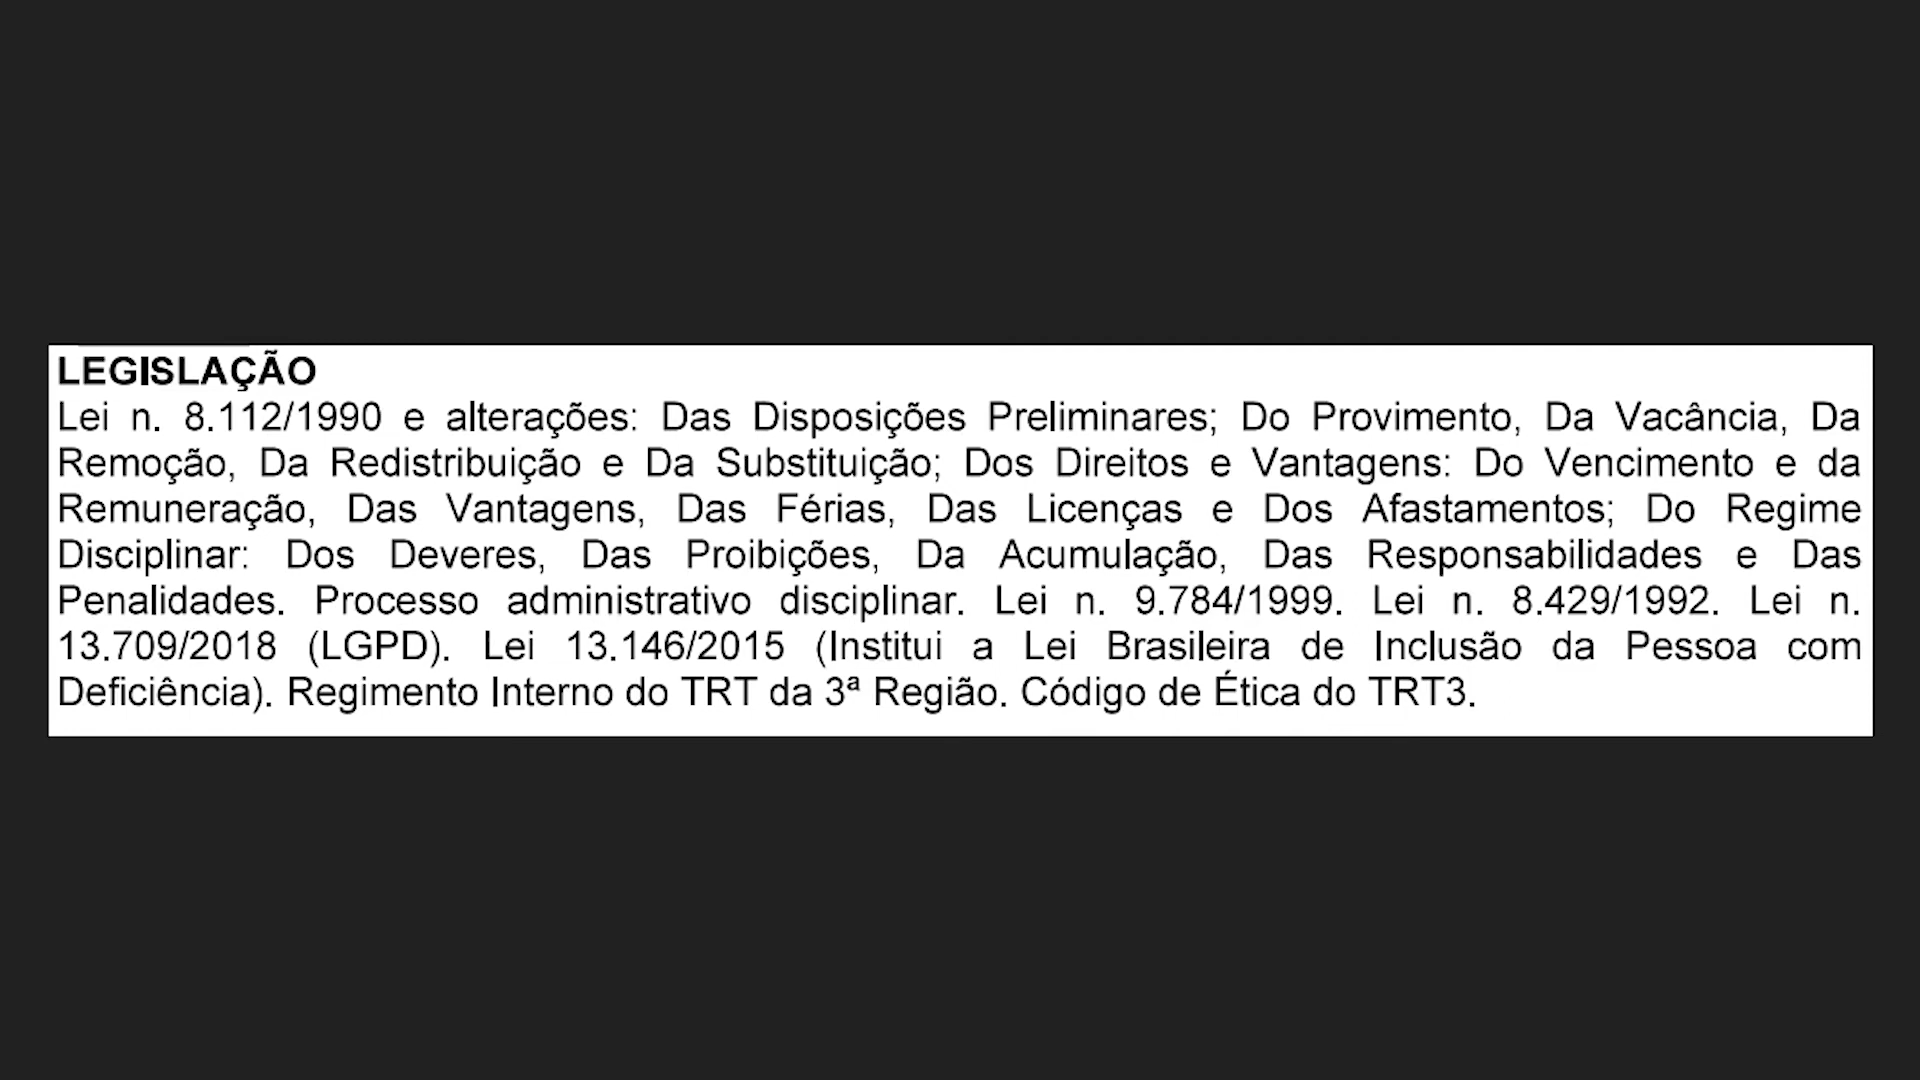 LEGISLAÇÃO
Lei n. 8.112/1990 e alterações: Das Disposições Preliminares; Do Provimento, Da Vacância, Da
Remoção, Da Redistribuição e Da Substituição; Dos Direitos e Vantagens: Do Vencimento e da
Remuneração, Das Vantagens, Das Férias, Das Licenças e Dos Afastamentos; Do Regime
Disciplinar: Dos Deveres, Das Proibições, Da Acumulação, Das Responsabilidades e Das
Penalidades. Processo administrativo disciplinar. Lei n. 9.784/1999. Lei n. 8.429/1992. Lei n.
13.709/2018 (LGPD). Lei 13.146/2015 (Institui a Lei Brasileira de Inclusão da Pessoa com
Deficiência). Regimento Interno do TRT da 3ª Região. Código de Ética do TRT3.